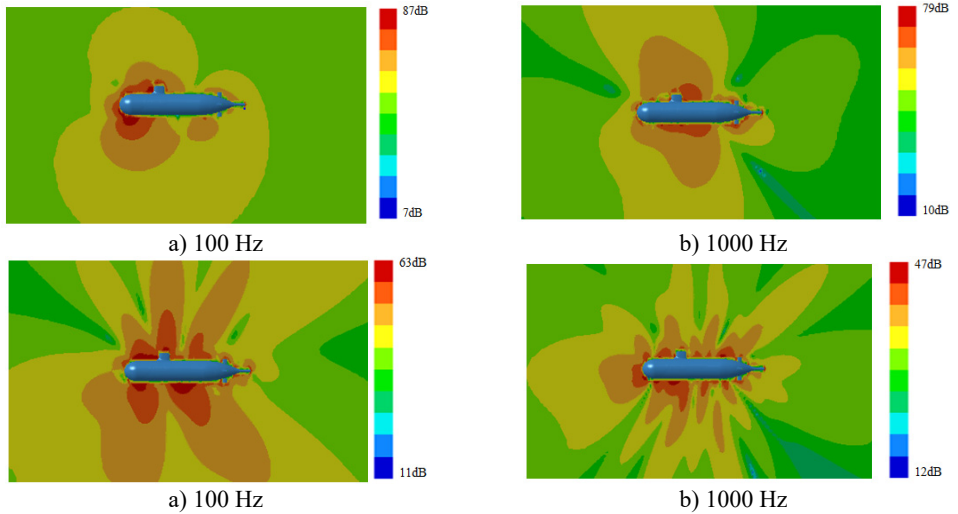 87dB
7dB
79dB
10dB
a) 100 Hz
b) 1000 Hz
63dB
11dB
47dB
12dB
a) 100 Hz
b) 1000 Hz